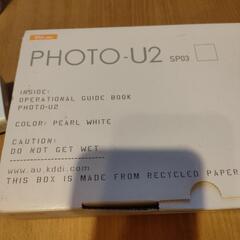 PHOTO-U2 SP03
INSIDE:
OPERATIONAL GUIDE BOOK
PHOTO-U2
COLOR: PEARL WHITE
CAUTION:
DO NOT GET WET
www.au.kddi.com
THIS BOX IS MADE FROM RECYCLED PAPER